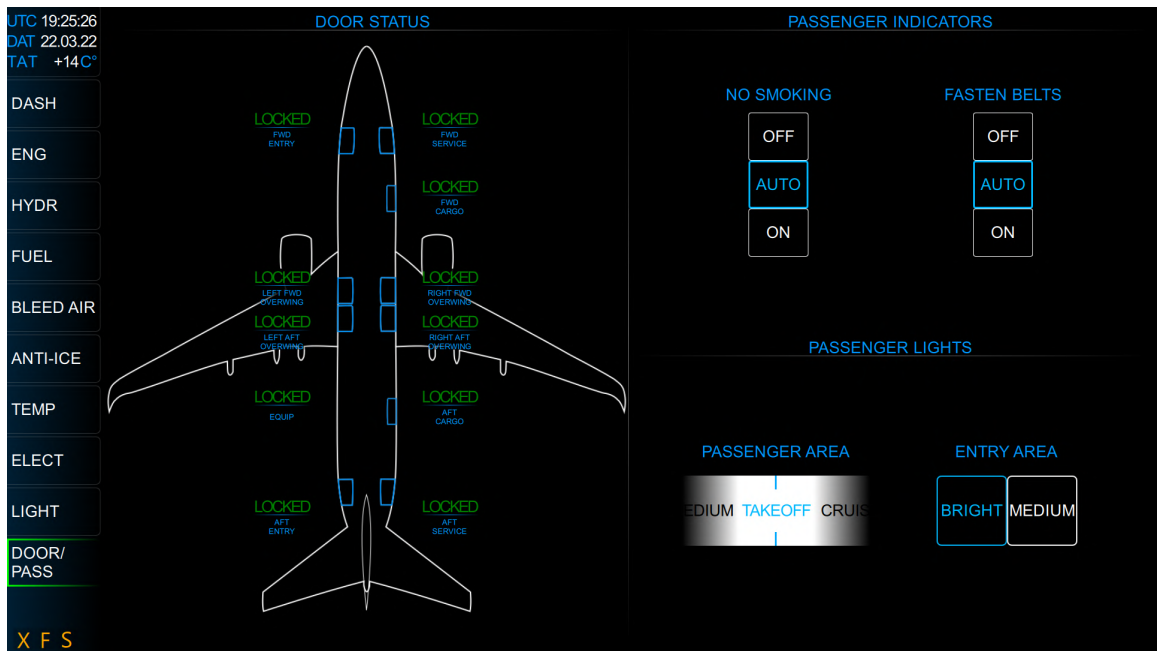 UTC 19:25:26
DAT 22.03.22
TAT +14C°
DASH
ENG
HYDR
FUEL
BLEED AIR
ANTI-ICE
TEMP
ELECT
LIGHT
DOOR/
PASS
X F S
DOOR STATUS
LOCKED
FWD
ENTRY
LOCKED
FWD
SERVICE
LOCKED
FWD
CARGO
LOCKED
LEFT FWD
OVERWING
LOCKED
RIGHT FWD
OVERWING
LOCKED
LEFT AFT
OVERWING
LOCKED
RIGHT AFT
OVERWING
LOCKED
EQUIP
LOCKED
AFT
CARGO
LOCKED
AFT
ENTRY
LOCKED
AFT
SERVICE
PASSENGER INDICATORS
NO SMOKING
OFF
AUTO
ON
FASTEN BELTS
OFF
AUTO
ON
PASSENGER LIGHTS
PASSENGER AREA
EDIUM TAKEOFF CRUIS
ENTRY AREA
BRIGHT MEDIUM